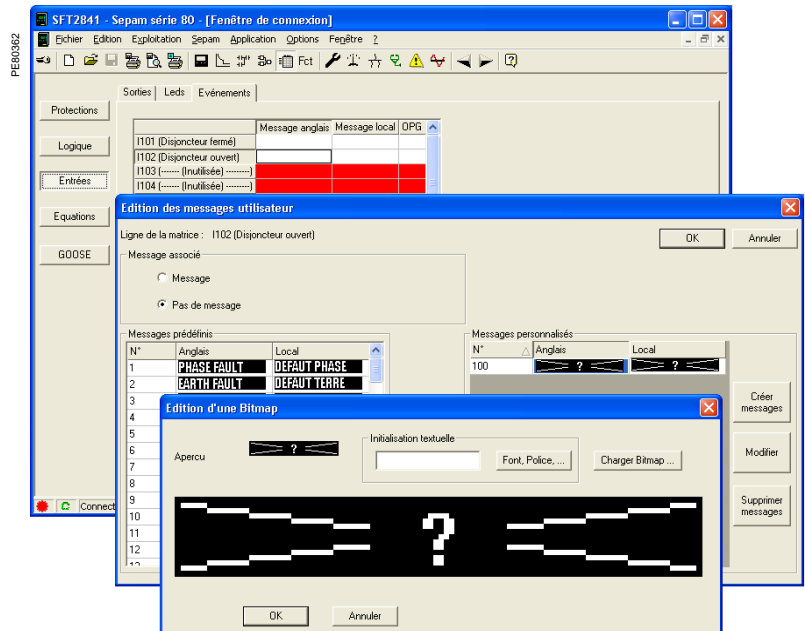 PE80362
SFT2841 - Sepam série 80 - [Fenêtre de connexion]
Fichier Edition Exploitation Sepam Application Options Fenêtre ?
Fct
Sorties Leds Evénements
Protections
Logique
Entrées
Equations
GOOSE
Message anglais Message local OPG
I101 (Disjoncteur fermé)
I102 (Disjoncteur ouvert)
I103 (------ (Inutilisée) --------)
I104 (------ (Inutilisée) --------)
Connect
Edition des messages utilisateur
Ligne de la matrice : I102 (Disjoncteur ouvert)
OK Annuler
Message associé
Message
Pas de message
Messages prédéfinis
N° Anglais Local
1 PHASE FAULT DEFAUT PHASE
2 EARTH FAULT DEFAUT TERRE
3
4
5
6
7
8
9
10
11
12
Messages personnalisés
N° Anglais Local
100 ? ?
Créer
messages
Modifier
Supprimer
messages
Edition d'une Bitmap
Apercu ?
Initialisation textuelle
Font, Police, ... Charger Bitmap ...
?
OK Annuler